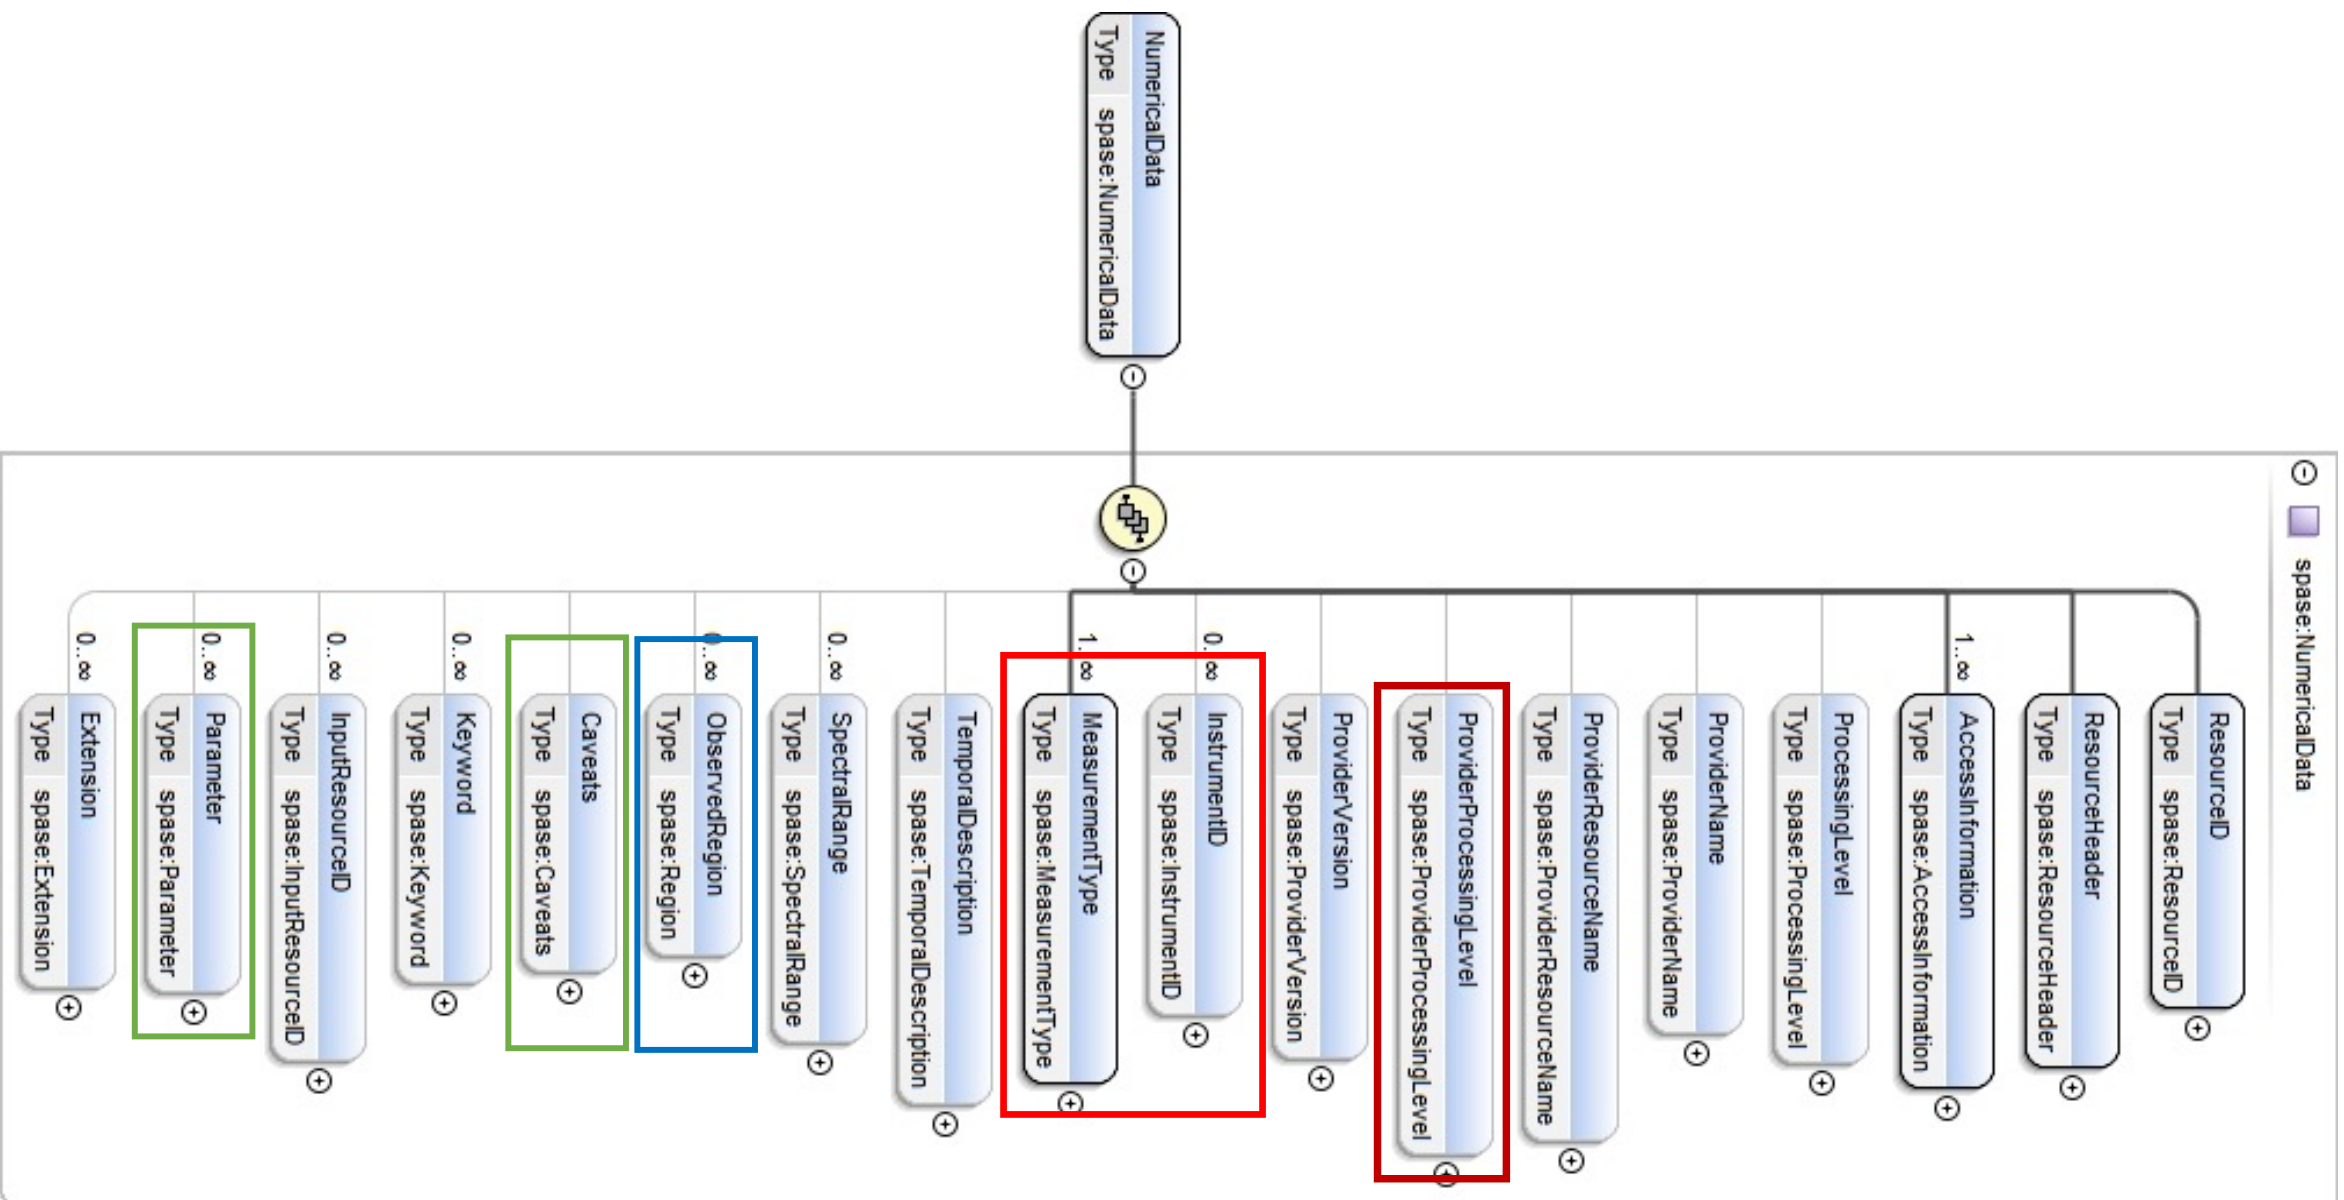 NumericalData
Type spase:NumericalData
spase:NumericalData
ResourceID
Type spase:ResourceID
ResourceHeader
Type spase:ResourceHeader
1..∞
AccessInformation
Type spase:AccessInformation
ProcessingLevel
Type spase:ProcessingLevel
ProviderName
Type spase:ProviderName
ProviderResourceName
Type spase:ProviderResourceName
ProviderProcessingLevel
Type spase:ProviderProcessingLevel
ProviderVersion
Type spase:ProviderVersion
0..∞
InstrumentID
Type spase:InstrumentID
1..∞
MeasurementType
Type spase:MeasurementType
TemporalDescription
Type spase:TemporalDescription
0..∞
SpectralRange
Type spase:SpectralRange
0..∞
ObservedRegion
Type spase:Region
Caveats
Type spase:Caveats
0..∞
Keyword
Type spase:Keyword
0..∞
InputResourceID
Type spase:InputResourceID
0..∞
Parameter
Type spase:Parameter
0..∞
Extension
Type spase:Extension